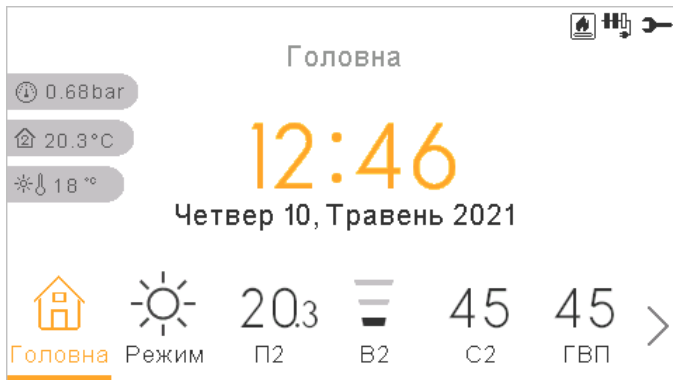 Головна
0.68bar
2 20.3°C
18 °C
12:46
Четвер 10, Травень 2021
20.3 45 45
Головна Режим П2 В2 С2 ГВП